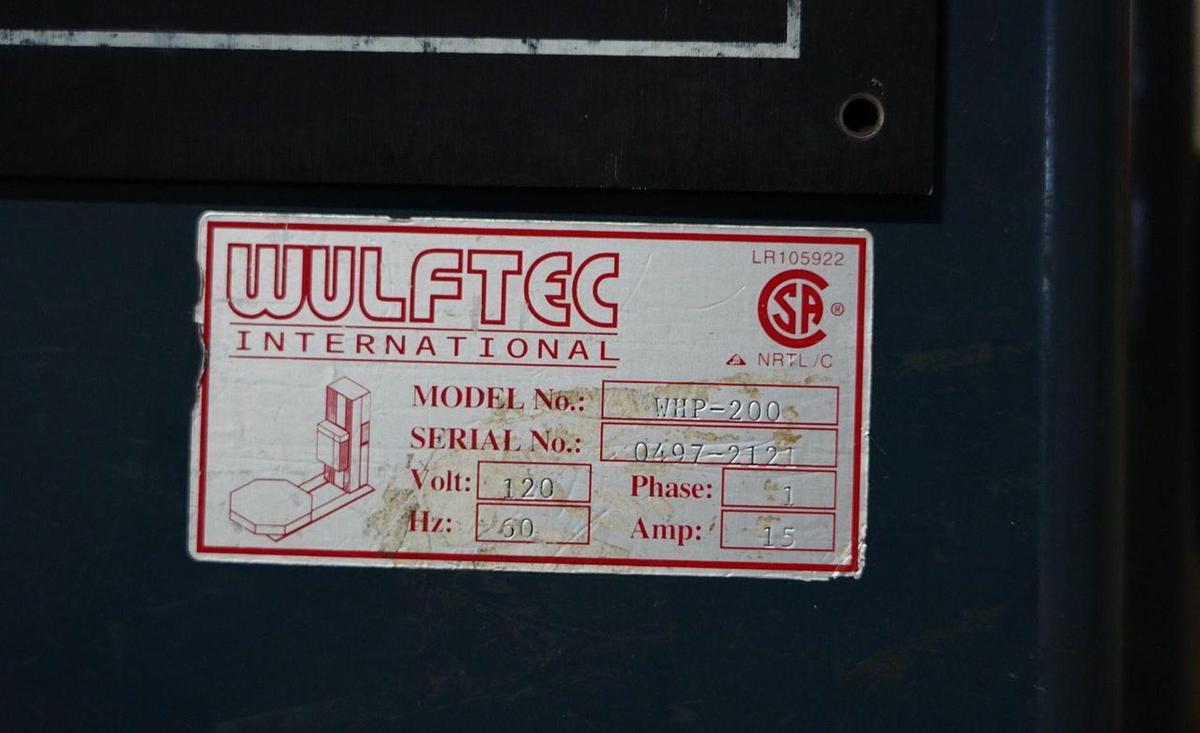 WULFTEC
INTERNATIONAL
LR105922
CSA ®
NRTL/C
MODEL No.: WHP-200
SERIAL No.: 0497-2121
Volt: 120 Phase: 1
Hz: 60 Amp: 15